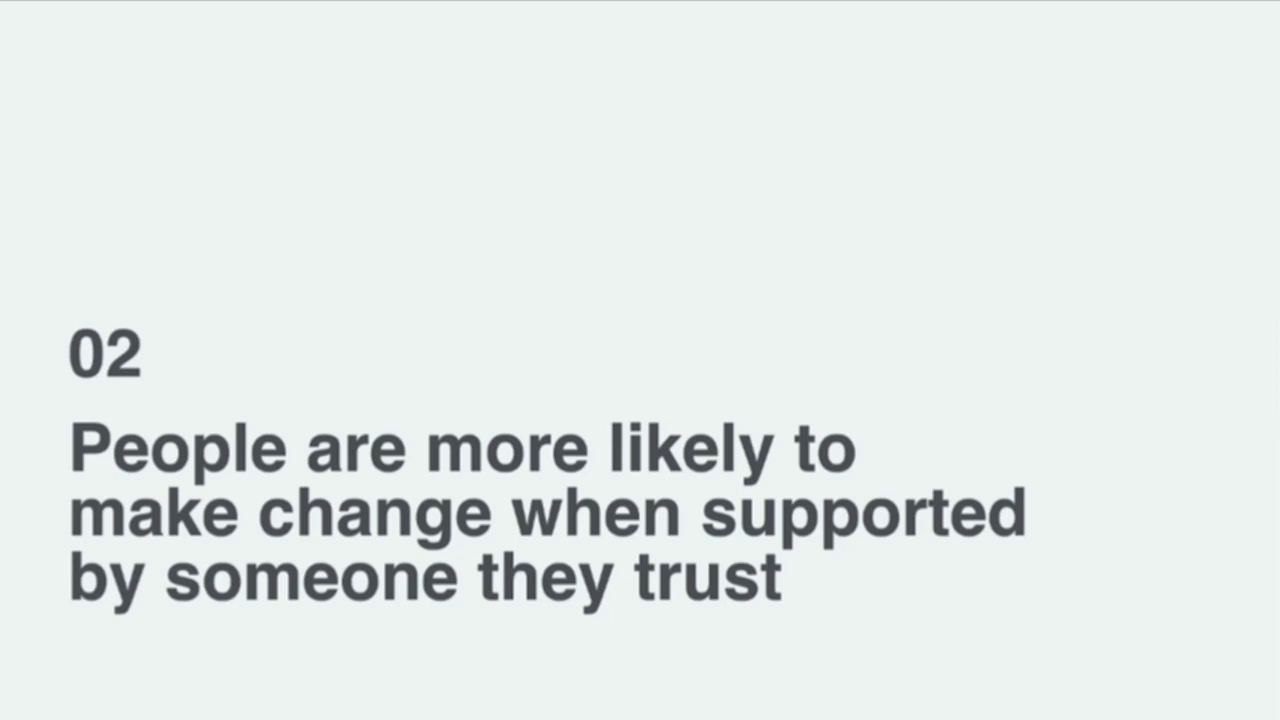 02
People are more likely to
make change when supported
by someone they trust